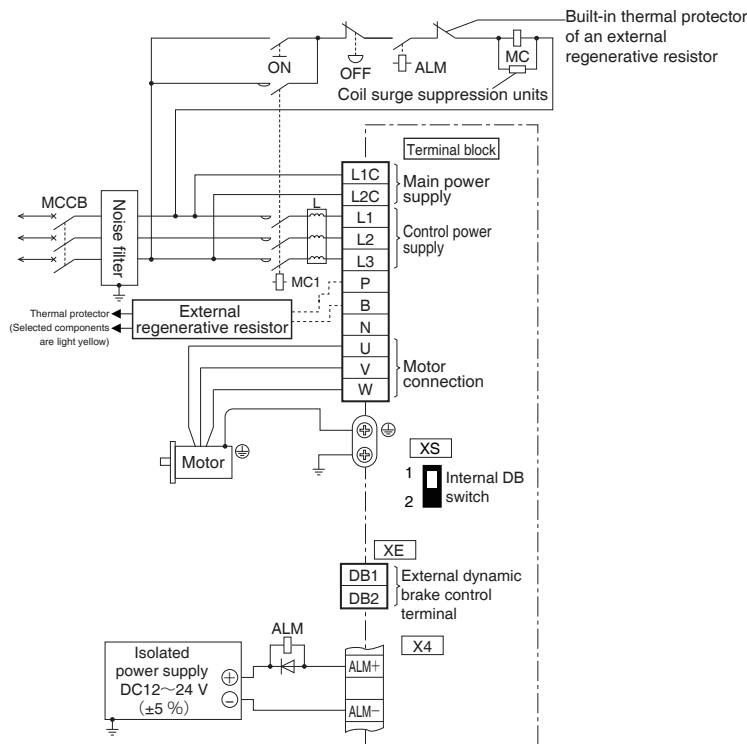 Built-in thermal protector
of an external
regenerative resistor
ON
OFF
ALM
MC
Coil surge suppression units
Terminal block
L1C
L2C
Main power
supply
MCCB
Noise filter
L
L1
L2
L3
Control power
supply
MC1
P
B
N
Thermal protector
(Selected components
are light yellow)
External
regenerative resistor
U
V
W
Motor
connection
Motor
XS
1
2
Internal DB
switch
XE
DB1
DB2
External dynamic
brake control
terminal
ALM
X4
Isolated
power supply
DC12～24 V
(±5 %)
+
−
ALM+
ALM−